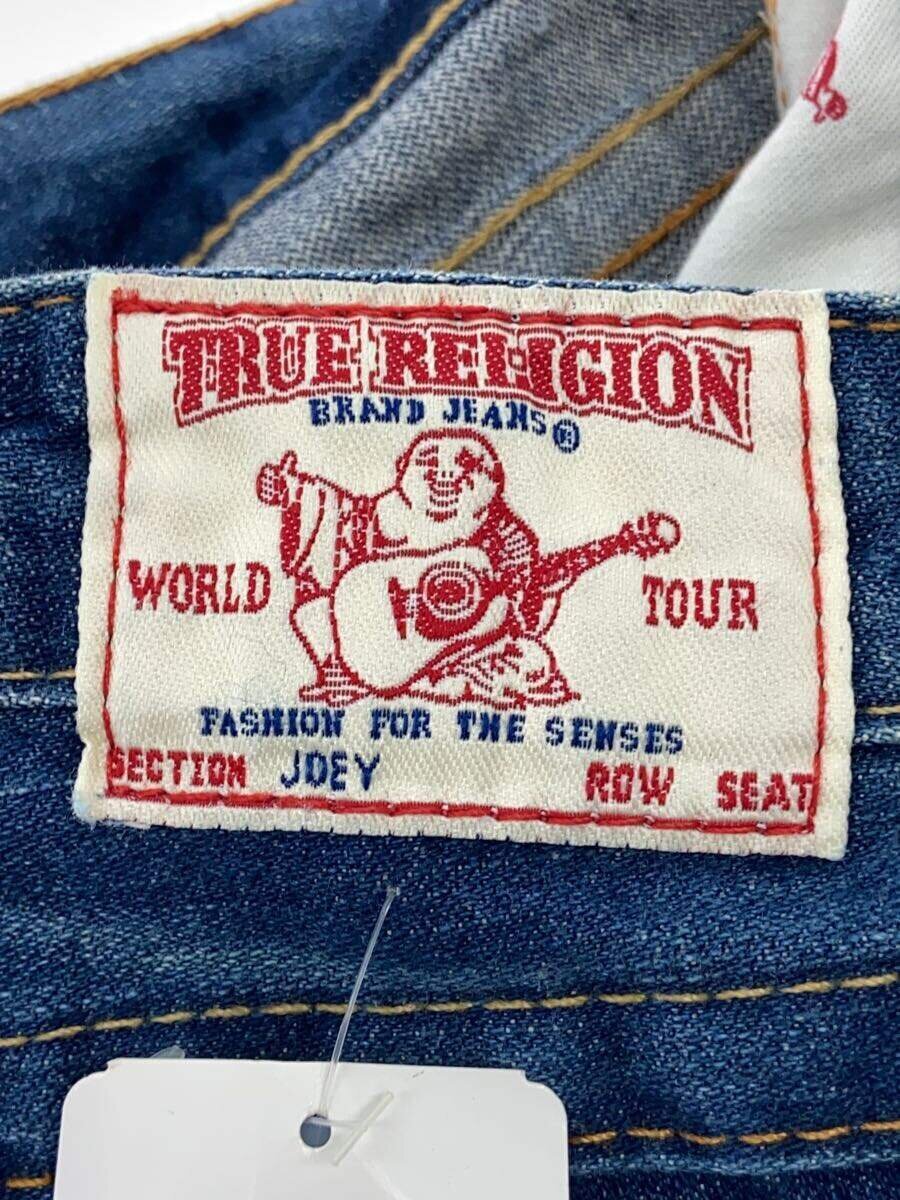 TRUE RELIGION
BRAND JEANS®
WORLD TOUR
FASHION FOR THE SENSES
SECTION JOEY ROW SEAT